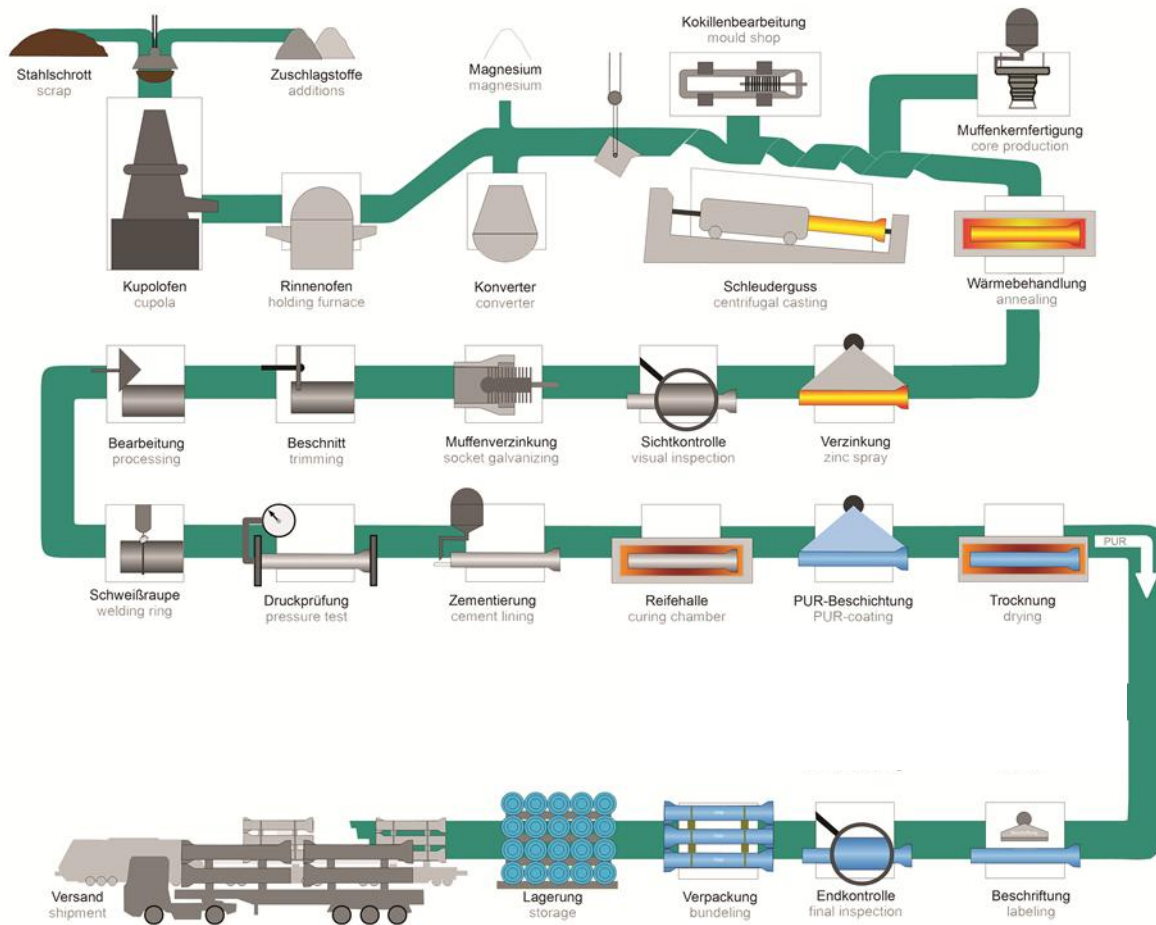 Stahlschrott
scrap
Zuschlagstoffe
additions
Magnesium
magnesium
Kokillenbearbeitung
mould shop
Muffenkernfertigung
core production
Kupolofen
cupola
Rinnenofen
holding furnace
Konverter
converter
Schleuderguss
centrifugal casting
Wärmebehandlung
annealing
Bearbeitung
processing
Beschnitt
trimming
Muffenverzinkung
socket galvanizing
Sichtkontrolle
visual inspection
Verzinkung
zinc spray
PUR
Schweißraupe
welding ring
Druckprüfung
pressure test
Zementierung
cement lining
Reifehalle
curing chamber
PUR-Beschichtung
PUR-coating
Trocknung
drying
Versand
shipment
Lagerung
storage
Verpackung
bundeling
Endkontrolle
final inspection
Beschriftung
labeling